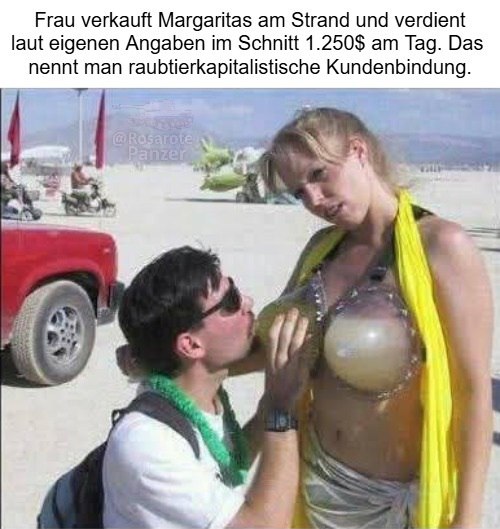 Frau verkauft Margaritas am Strand und verdient
laut eigenen Angaben im Schnitt 1.250$ am Tag. Das
nennt man raubtierkapitalistische Kundenbindung.
@Rosarote
Panzer